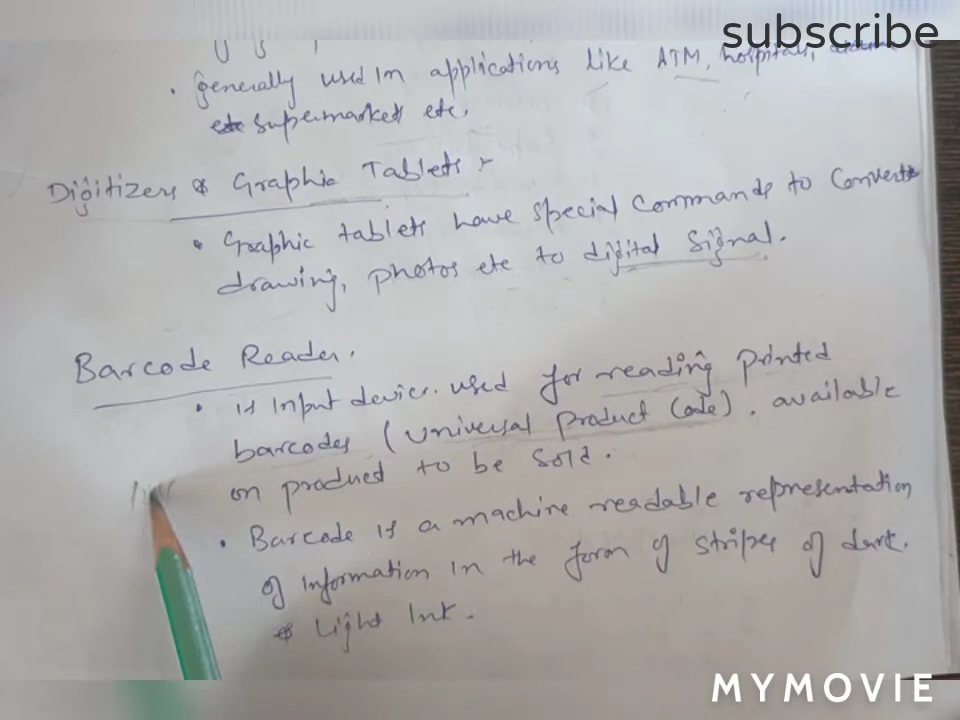 subscribe
• Generally used in applications like ATM, hospitals,
supermarket etc.
Digitizers & Graphic Tablets
• Graphic tablets have special commands to convert
drawing, photos etc to digital signal.
Barcode Reader.
• is input device. used for reading printed
barcodes (universal product code). available
on product to be sold.
• Barcode is a machine readable representation
of information in the form of stripes of dark.
& Light Ink.
MYMOVIE